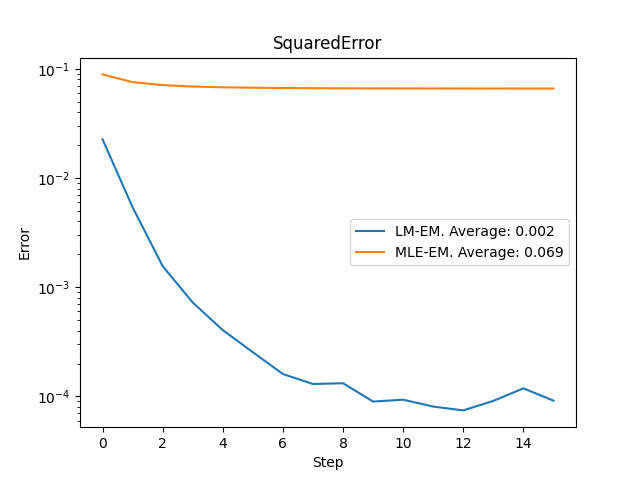 SquaredError
10⁻¹
10⁻²
10⁻³
10⁻⁴
Error
LM-EM. Average: 0.002
MLE-EM. Average: 0.069
0 2 4 6 8 10 12 14
Step